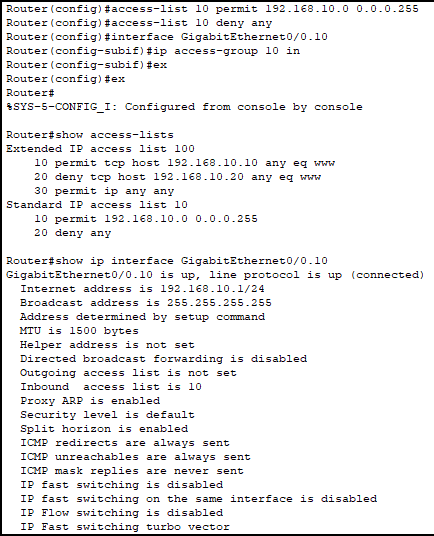 Router(config)#access-list 10 permit 192.168.10.0 0.0.0.255
Router(config)#access-list 10 deny any
Router(config)#interface GigabitEthernet0/0.10
Router(config-subif)#ip access-group 10 in
Router(config-subif)#ex
Router(config)#ex
Router#
%SYS-5-CONFIG_I: Configured from console by console

Router#show access-lists
Extended IP access list 100
    10 permit tcp host 192.168.10.10 any eq www
    20 deny tcp host 192.168.10.20 any eq www
    30 permit ip any any
Standard IP access list 10
    10 permit 192.168.10.0 0.0.0.255
    20 deny any

Router#show ip interface GigabitEthernet0/0.10
GigabitEthernet0/0.10 is up, line protocol is up (connected)
  Internet address is 192.168.10.1/24
  Broadcast address is 255.255.255.255
  Address determined by setup command
  MTU is 1500 bytes
  Helper address is not set
  Directed broadcast forwarding is disabled
  Outgoing access list is not set
  Inbound  access list is 10
  Proxy ARP is enabled
  Security level is default
  Split horizon is enabled
  ICMP redirects are always sent
  ICMP unreachables are always sent
  ICMP mask replies are never sent
  IP fast switching is disabled
  IP fast switching on the same interface is disabled
  IP Flow switching is disabled
  IP Fast switching turbo vector